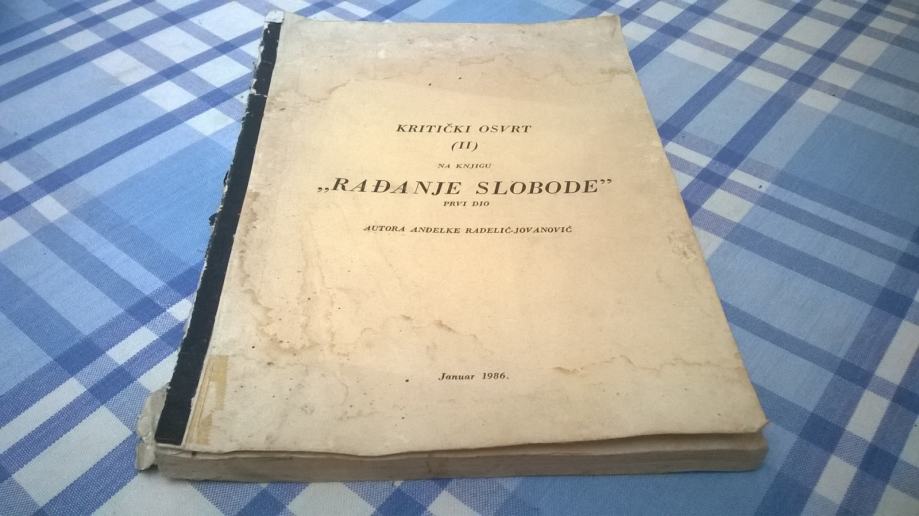 KRITIČKI OSVRT
(II)
NA KNJIGU
„RAĐANJE SLOBODE”
PRVI DIO
AUTORA ANĐELKE RADELIĆ-JOVANOVIĆ
Januar 1986.